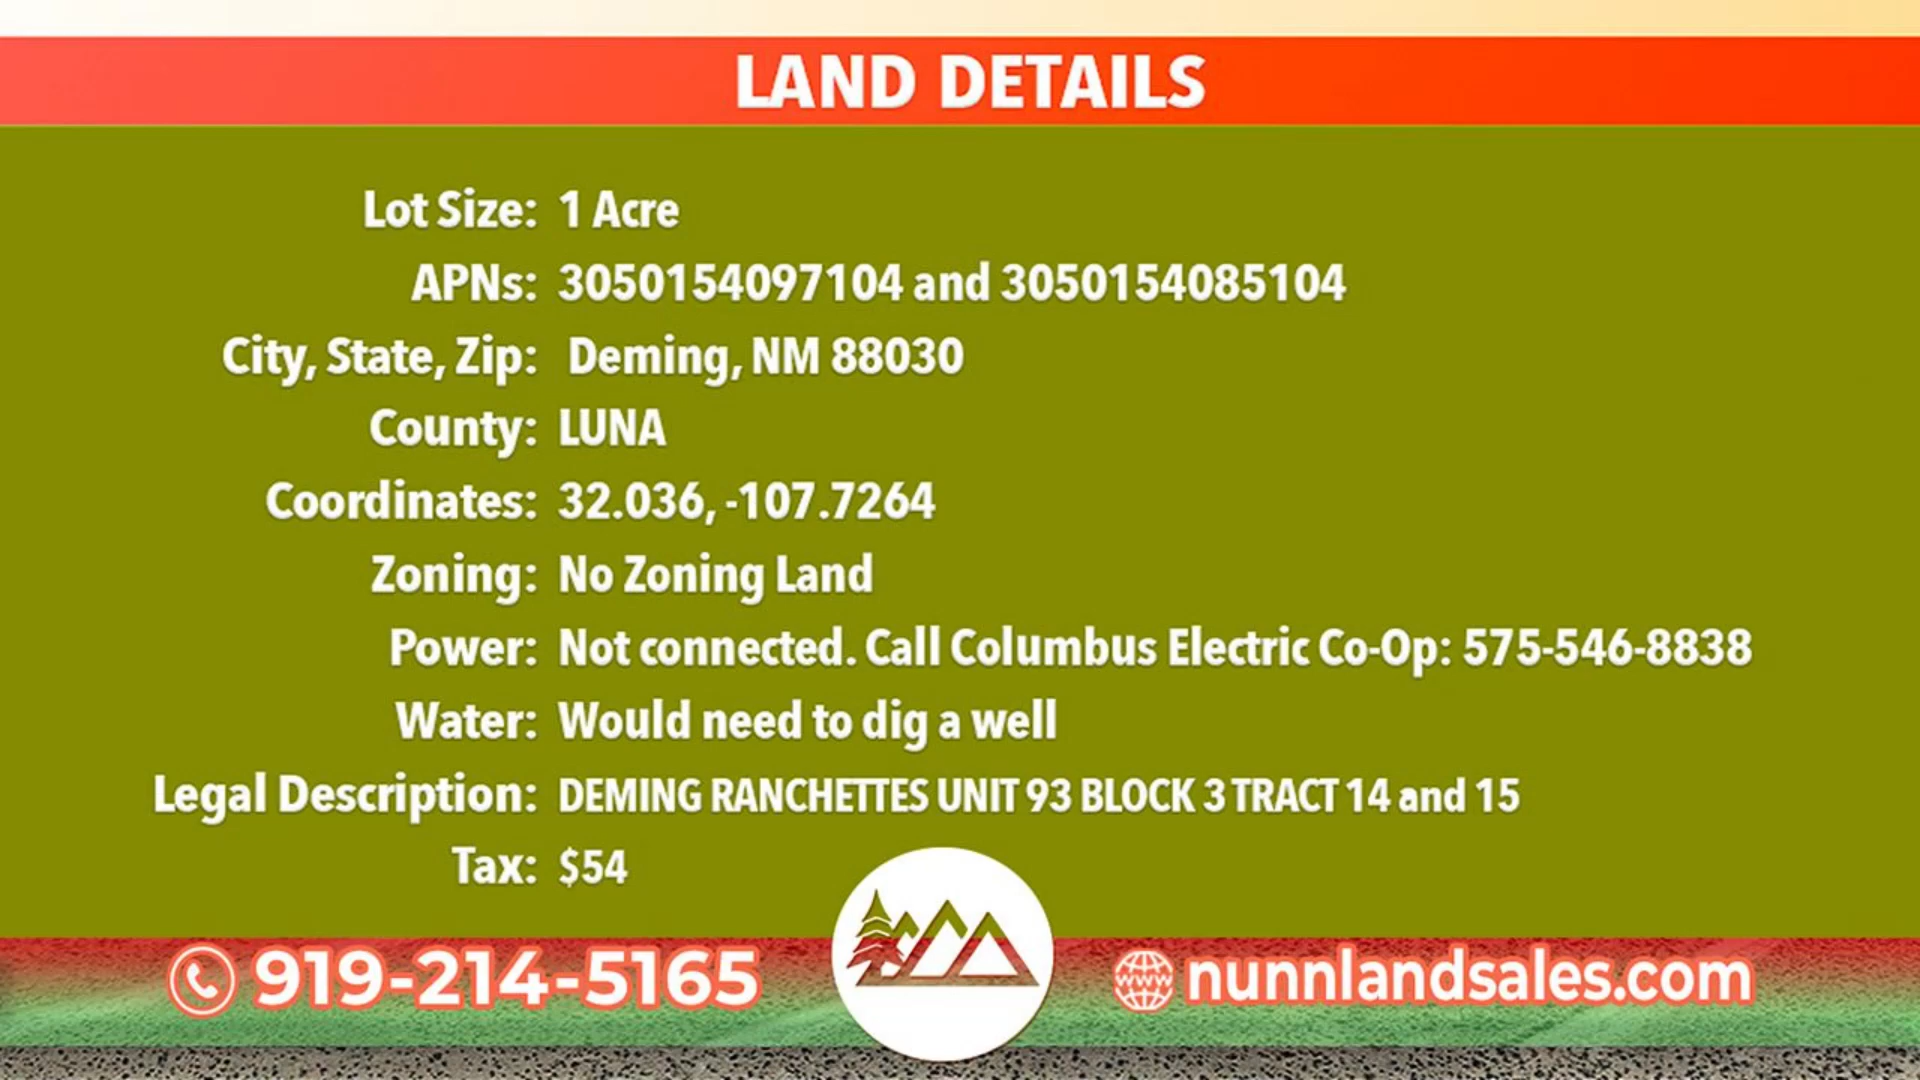 LAND DETAILS
Lot Size: 1 Acre
APNs: 3050154097104 and 3050154085104
City, State, Zip: Deming, NM 88030
County: LUNA
Coordinates: 32.036, -107.7264
Zoning: No Zoning Land
Power: Not connected. Call Columbus Electric Co-Op: 575-546-8838
Water: Would need to dig a well
Legal Description: DEMING RANCHETTES UNIT 93 BLOCK 3 TRACT 14 and 15
Tax: $54
919-214-5165
www nunnlandsales.com